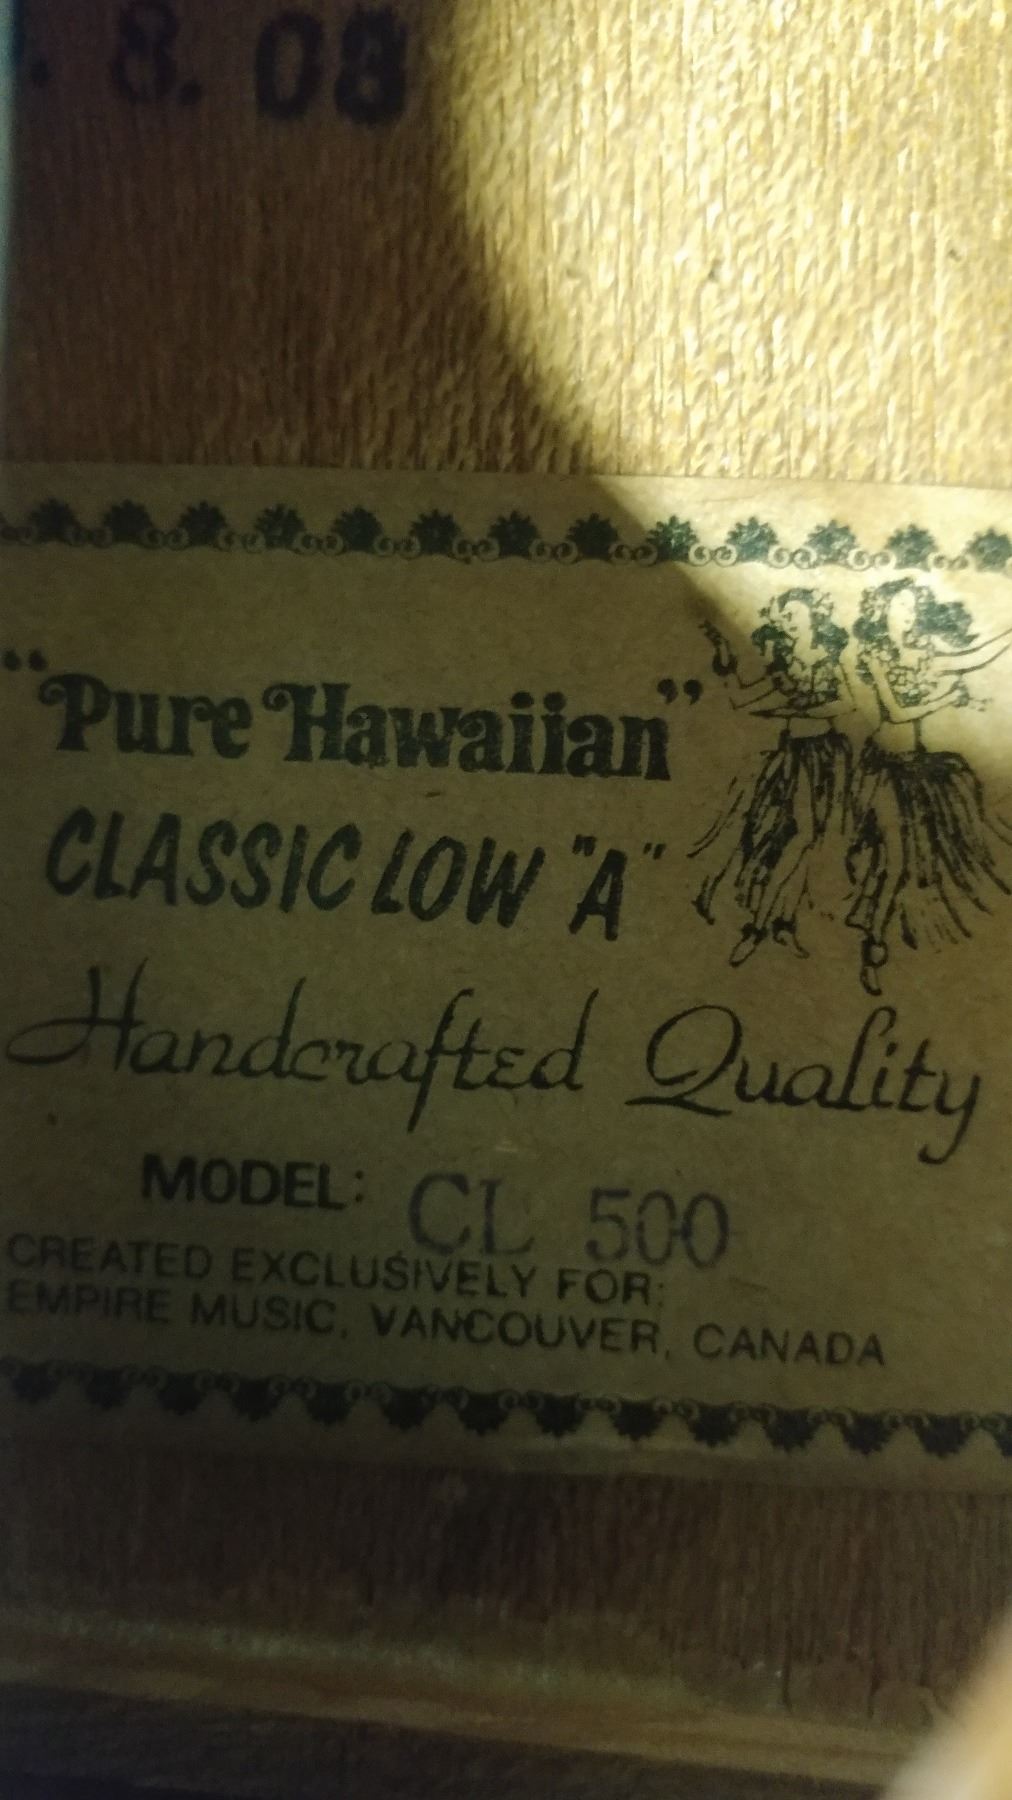 . 8. 08
"Pure Hawaiian"
CLASSIC LOW "A"
Handcrafted Quality
MODEL: CL 500
CREATED EXCLUSIVELY FOR:
EMPIRE MUSIC, VANCOUVER, CANADA